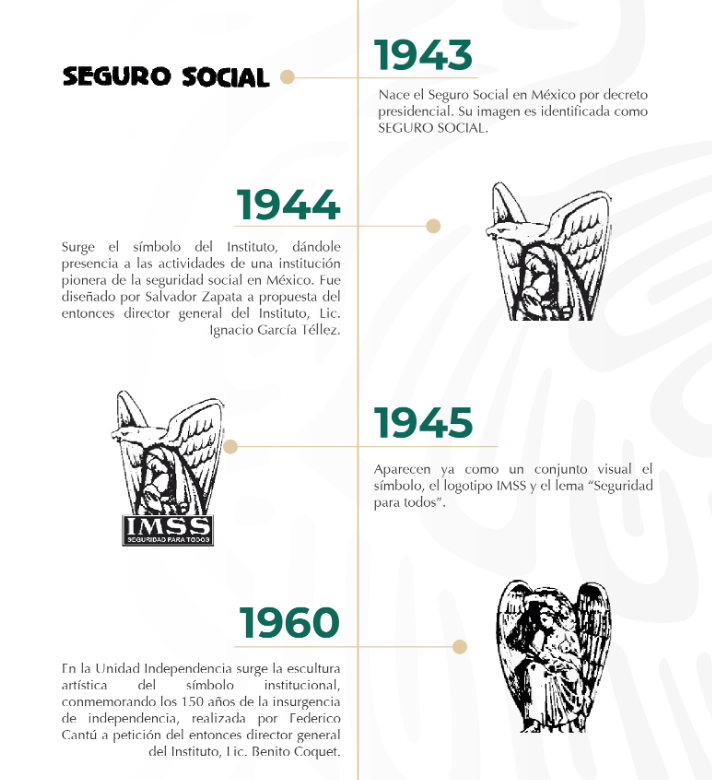 SEGURO SOCIAL
1943
Nace el Seguro Social en México por decreto
presidencial. Su imagen es identificada como
SEGURO SOCIAL.
1944
Surge el símbolo del Instituto, dándole
presencia a las actividades de una institución
pionera de la seguridad social en México. Fue
diseñado por Salvador Zapata a propuesta del
entonces director general del Instituto, Lic.
Ignacio García Téllez.
1945
Aparecen ya como un conjunto visual el
símbolo, el logotipo IMSS y el lema “Seguridad
para todos”.
IMSS
SEGURIDAD PARA TODOS
1960
En la Unidad Independencia surge la escultura
artística del símbolo institucional,
conmemorando los 150 años de la insurgencia
de independencia, realizada por Federico
Cantú a petición del entonces director general
del Instituto, Lic. Benito Coquet.